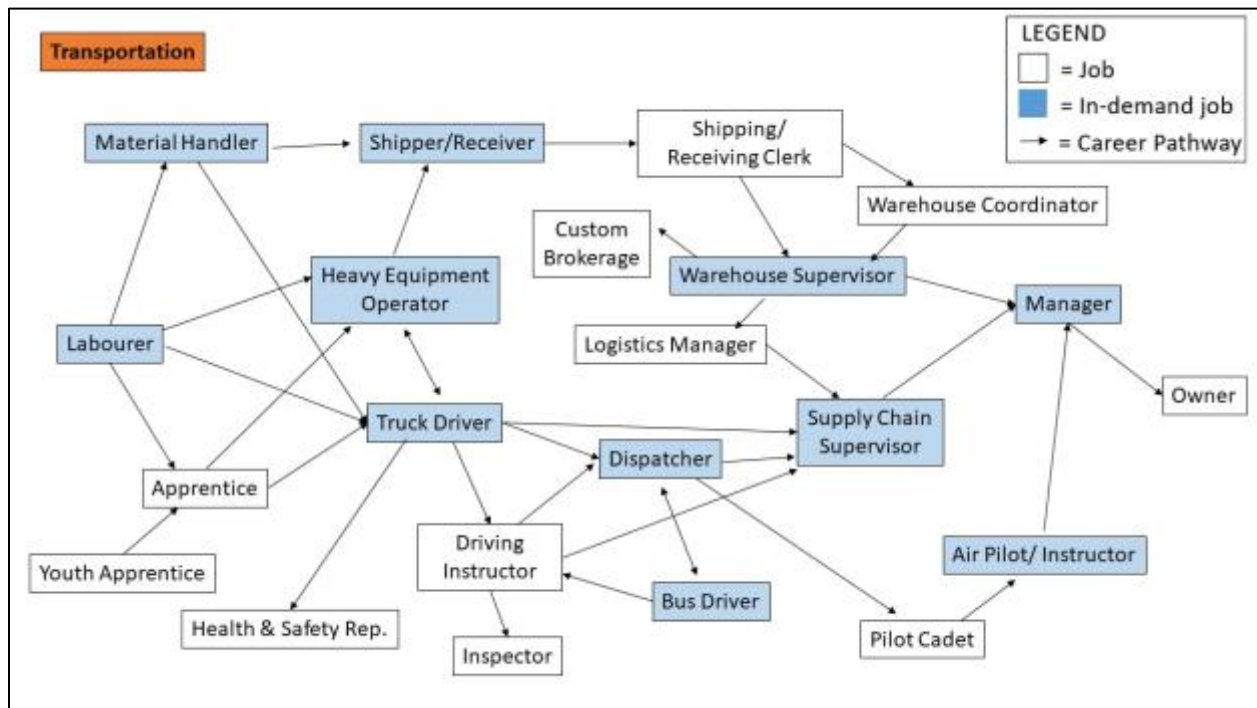 Transportation
LEGEND
= Job
= In-demand job
= Career Pathway
Material Handler
Shipper/Receiver
Shipping/
Receiving Clerk
Warehouse Coordinator
Custom
Brokerage
Heavy Equipment
Operator
Warehouse Supervisor
Manager
Labourer
Logistics Manager
Owner
Truck Driver
Supply Chain
Supervisor
Dispatcher
Apprentice
Driving
Instructor
Air Pilot/ Instructor
Youth Apprentice
Bus Driver
Health & Safety Rep.
Pilot Cadet
Inspector